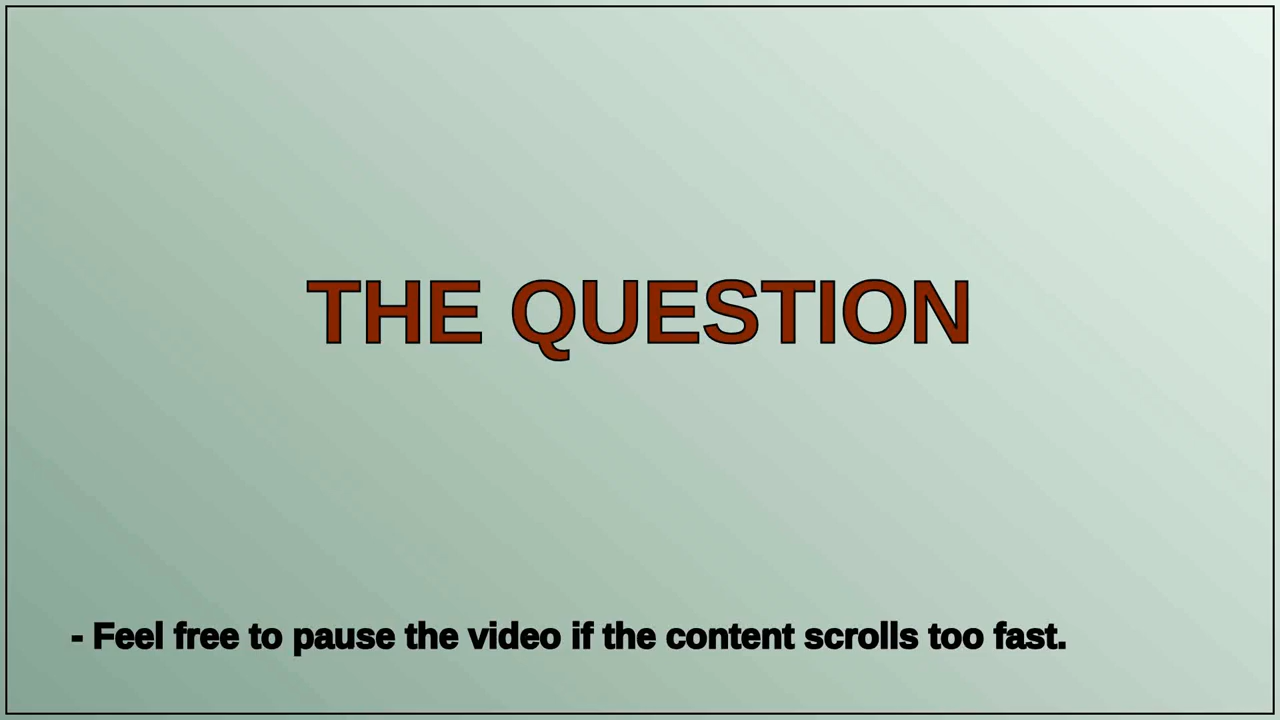 THE QUESTION
- Feel free to pause the video if the content scrolls too fast.